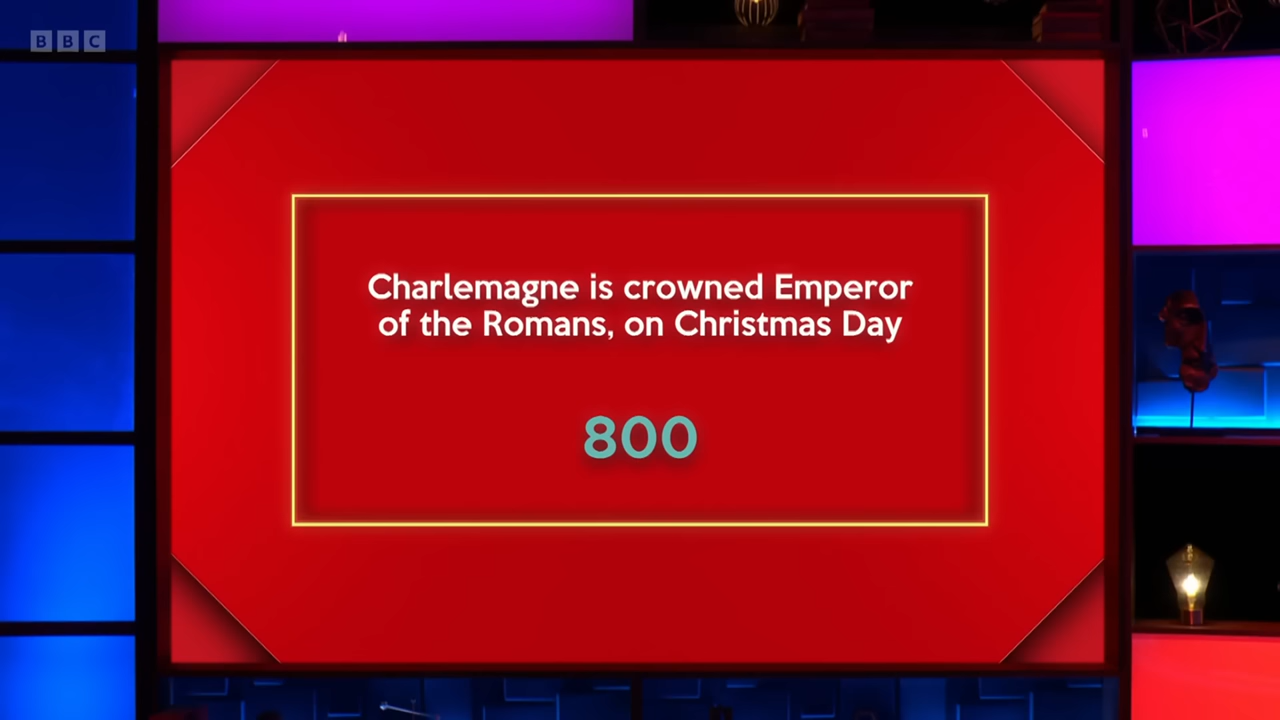 BBC
Charlemagne is crowned Emperor
of the Romans, on Christmas Day
800